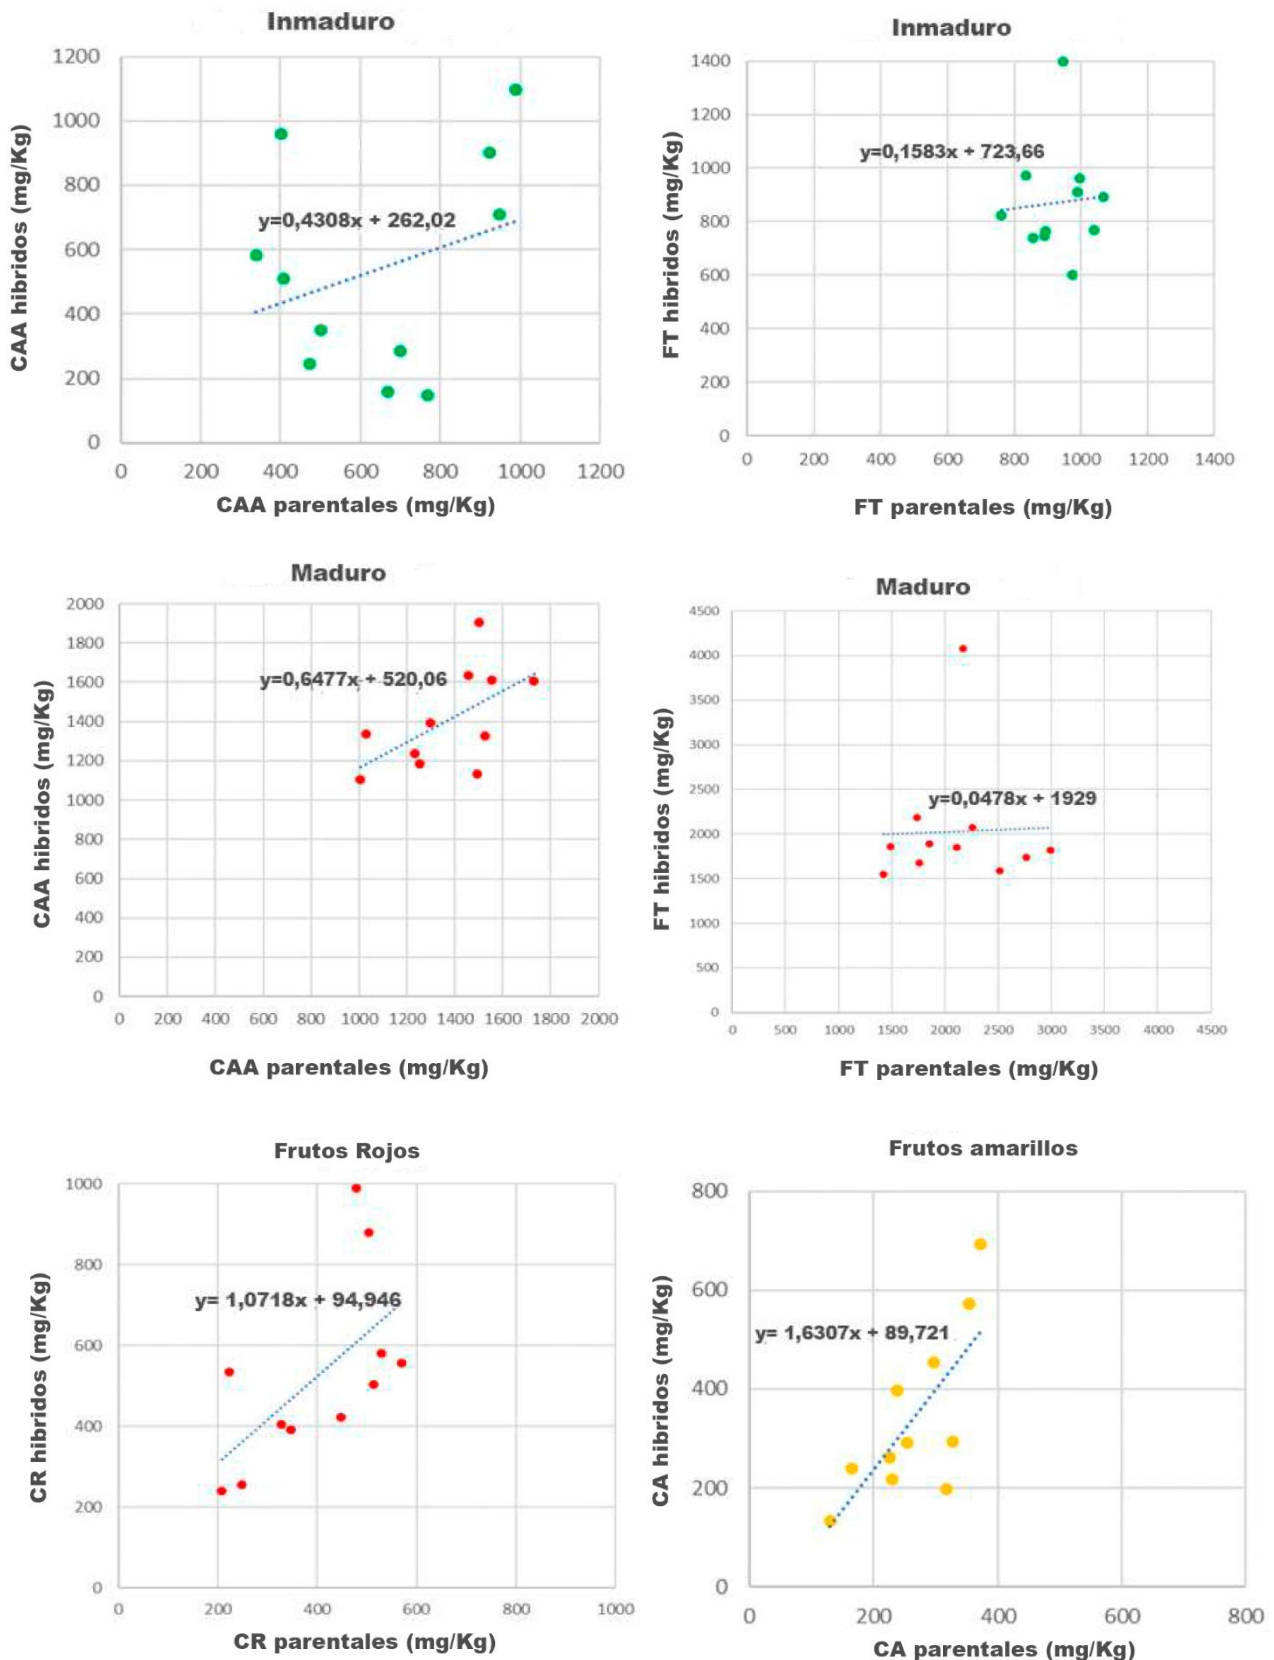 Inmaduro
1200
1000
800
600
400
200
0
CAA hibridos (mg/Kg)
y=0,4308x + 262,02
0 200 400 600 800 1000 1200
CAA parentales (mg/Kg)
Inmaduro
1400
1200
1000
800
600
400
200
0
FT hibridos (mg/Kg)
y=0,1583x + 723,66
0 200 400 600 800 1000 1200 1400
FT parentales (mg/Kg)
Maduro
2000
1800
1600
1400
1200
1000
800
600
400
200
0
CAA hibridos (mg/Kg)
y=0,6477x + 520,06
0 200 400 600 800 1000 1200 1400 1600 1800 2000
CAA parentales (mg/Kg)
Maduro
4500
4000
3500
3000
2500
2000
1500
1000
500
0
FT hibridos (mg/Kg)
y=0,0478x + 1929
0 500 1000 1500 2000 2500 3000 3500 4000 4500
FT parentales (mg/Kg)
Frutos Rojos
1000
800
600
400
200
0
CR hibridos (mg/Kg)
y= 1,0718x + 94,946
0 200 400 600 800 1000
CR parentales (mg/Kg)
Frutos amarillos
800
600
400
200
0
CA hibridos (mg/Kg)
y= 1,6307x + 89,721
0 200 400 600 800
CA parentales (mg/Kg)